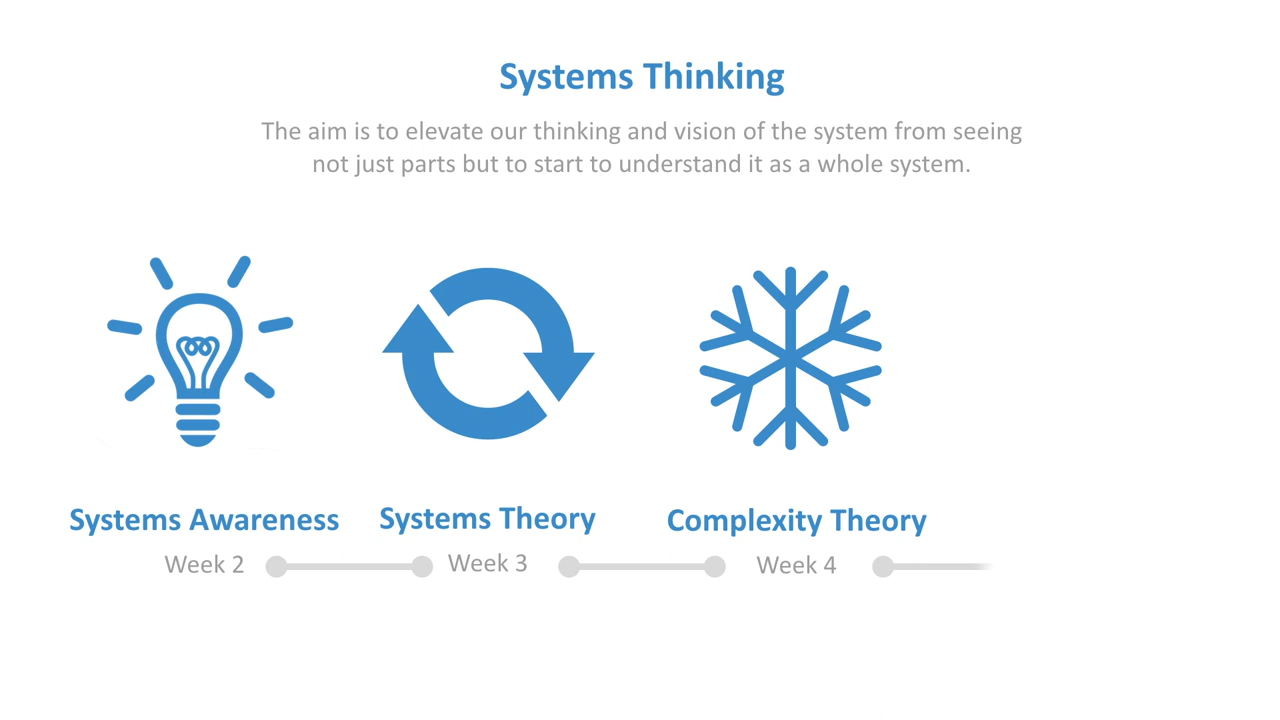 Systems Thinking
The aim is to elevate our thinking and vision of the system from seeing
not just parts but to start to understand it as a whole system.
Systems Awareness
Systems Theory
Complexity Theory
Week 2
Week 3
Week 4